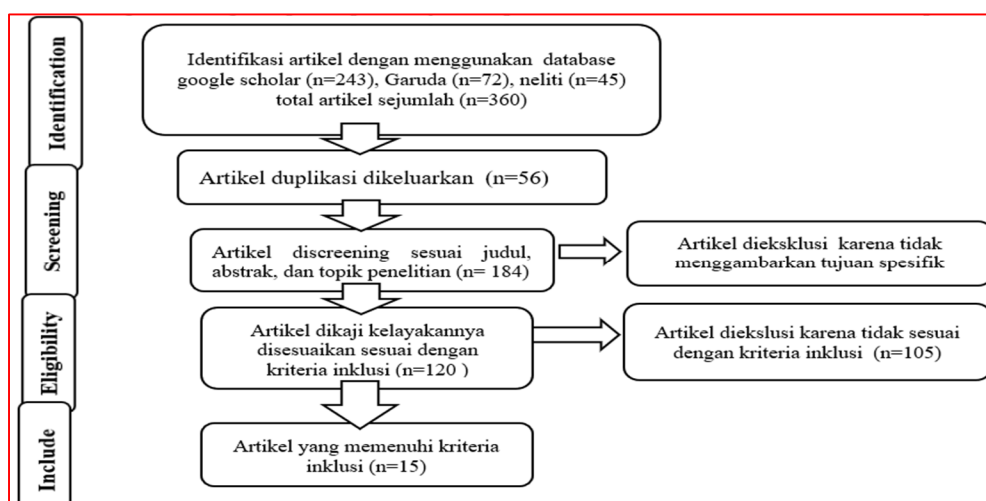 Identification
Identifikasi artikel dengan menggunakan database
google scholar (n=243), Garuda (n=72), neliti (n=45)
total artikel sejumlah (n=360)
Artikel duplikasi dikeluarkan (n=56)
Screening
Artikel discreening sesuai judul,
abstrak, dan topik penelitian (n= 184)
Artikel dieksklusi karena tidak
menggambarkan tujuan spesifik
Eligibility
Artikel dikaji kelayakannya
disesuaikan sesuai dengan
kriteria inklusi (n=120 )
Artikel diekslusi karena tidak sesuai
dengan kriteria inklusi (n=105)
Include
Artikel yang memenuhi kriteria
inklusi (n=15)